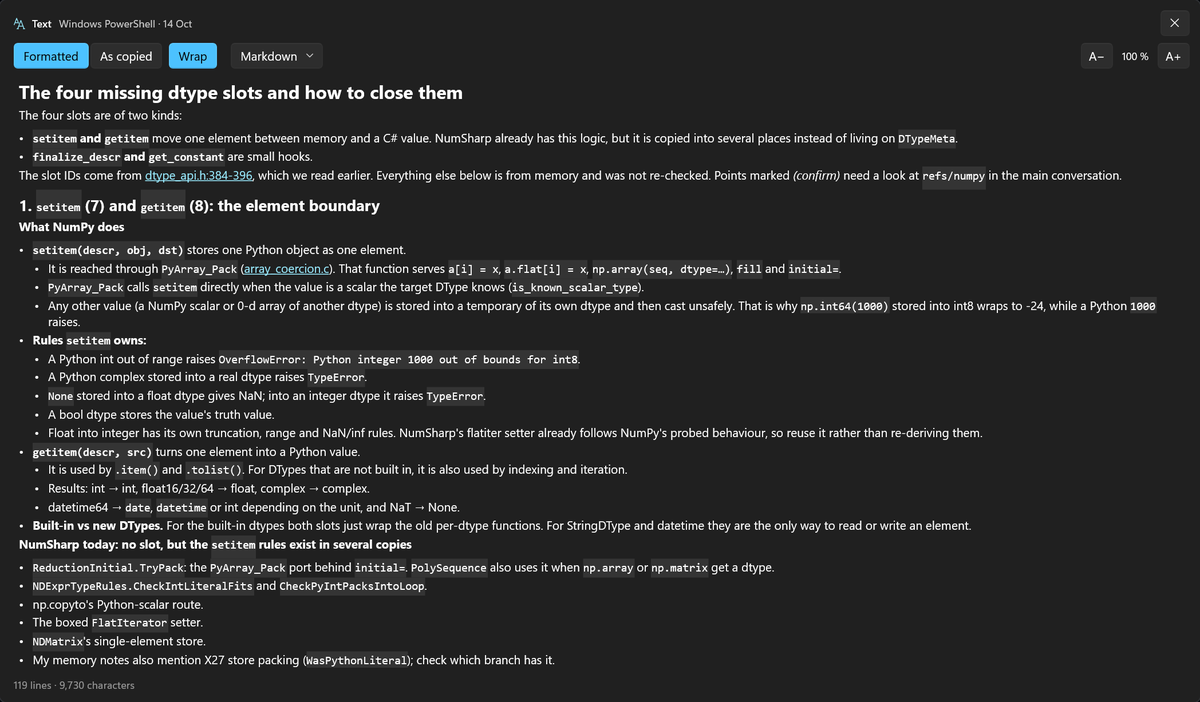 Text Windows PowerShell · 14 Oct
Formatted As copied Wrap Markdown A− 100 % A+
The four missing dtype slots and how to close them
The four slots are of two kinds:
• setitem and getitem move one element between memory and a C# value. NumSharp already has this logic, but it is copied into several places instead of living on DTypeMeta.
• finalize_descr and get_constant are small hooks.
The slot IDs come from dtype_api.h:384-396, which we read earlier. Everything else below is from memory and was not re-checked. Points marked (confirm) need a look at refs/numpy in the main conversation.
1. setitem (7) and getitem (8): the element boundary
What NumPy does
• setitem(descr, obj, dst) stores one Python object as one element.
• It is reached through PyArray_Pack (array_coercion.c). That function serves a[i] = x, a.flat[i] = x, np.array(seq, dtype=…), fill and initial=.
• PyArray_Pack calls setitem directly when the value is a scalar the target DType knows (is_known_scalar_type).
• Any other value (a NumPy scalar or 0-d array of another dtype) is stored into a temporary of its own dtype and then cast unsafely. That is why np.int64(1000) stored into int8 wraps to -24, while a Python 1000
raises.
• Rules setitem owns:
• A Python int out of range raises OverflowError: Python integer 1000 out of bounds for int8.
• A Python complex stored into a real dtype raises TypeError.
• None stored into a float dtype gives NaN; into an integer dtype it raises TypeError.
• A bool dtype stores the value's truth value.
• Float into integer has its own truncation, range and NaN/inf rules. NumSharp's flatiter setter already follows NumPy's probed behaviour, so reuse it rather than re-deriving them.
• getitem(descr, src) turns one element into a Python value.
• It is used by .item() and .tolist(). For DTypes that are not built in, it is also used by indexing and iteration.
• Results: int → int, float16/32/64 → float, complex → complex.
• datetime64 → date, datetime or int depending on the unit, and NaT → None.
• Built-in vs new DTypes. For the built-in dtypes both slots just wrap the old per-dtype functions. For StringDType and datetime they are the only way to read or write an element.
NumSharp today: no slot, but the setitem rules exist in several copies
• ReductionInitial.TryPack: the PyArray_Pack port behind initial=. PolySequence also uses it when np.array or np.matrix get a dtype.
• NDExprTypeRules.CheckIntLiteralFits and CheckPyIntPacksIntoLoop.
• np.copyto's Python-scalar route.
• The boxed FlatIterator setter.
• NDMatrix's single-element store.
• My memory notes also mention X27 store packing (WasPythonLiteral); check which branch has it.
119 lines · 9,730 characters